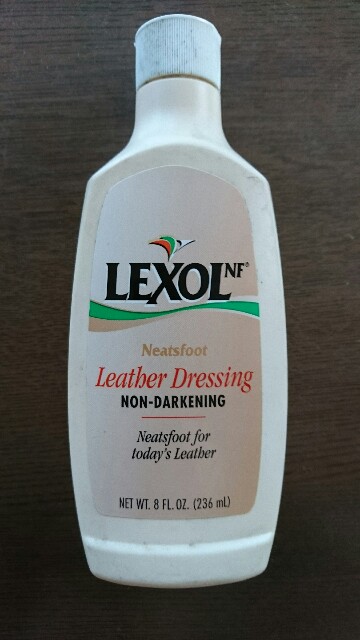 LEXOL NF®
Neatsfoot
Leather Dressing
NON-DARKENING
Neatsfoot for
today's Leather
NET WT. 8 FL. OZ. (236 mL)